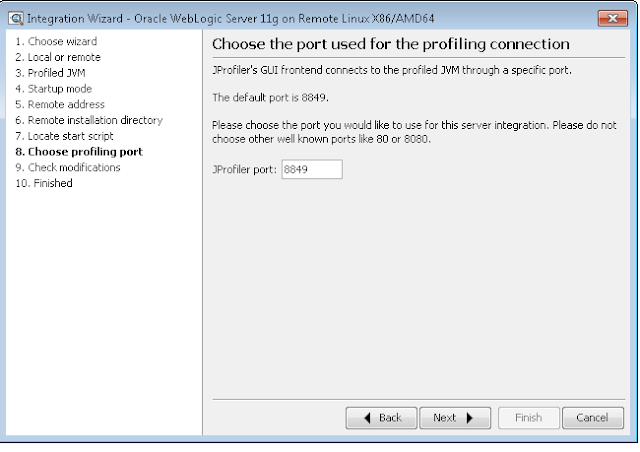 Integration Wizard - Oracle WebLogic Server 11g on Remote Linux X86/AMD64
1. Choose wizard
2. Local or remote
3. Profiled JVM
4. Startup mode
5. Remote address
6. Remote installation directory
7. Locate start script
8. Choose profiling port
9. Check modifications
10. Finished
Choose the port used for the profiling connection
JProfiler's GUI frontend connects to the profiled JVM through a specific port.
The default port is 8849.
Please choose the port you would like to use for this server integration. Please do not
choose other well known ports like 80 or 8080.
JProfiler port: 8849
Back Next Finish Cancel